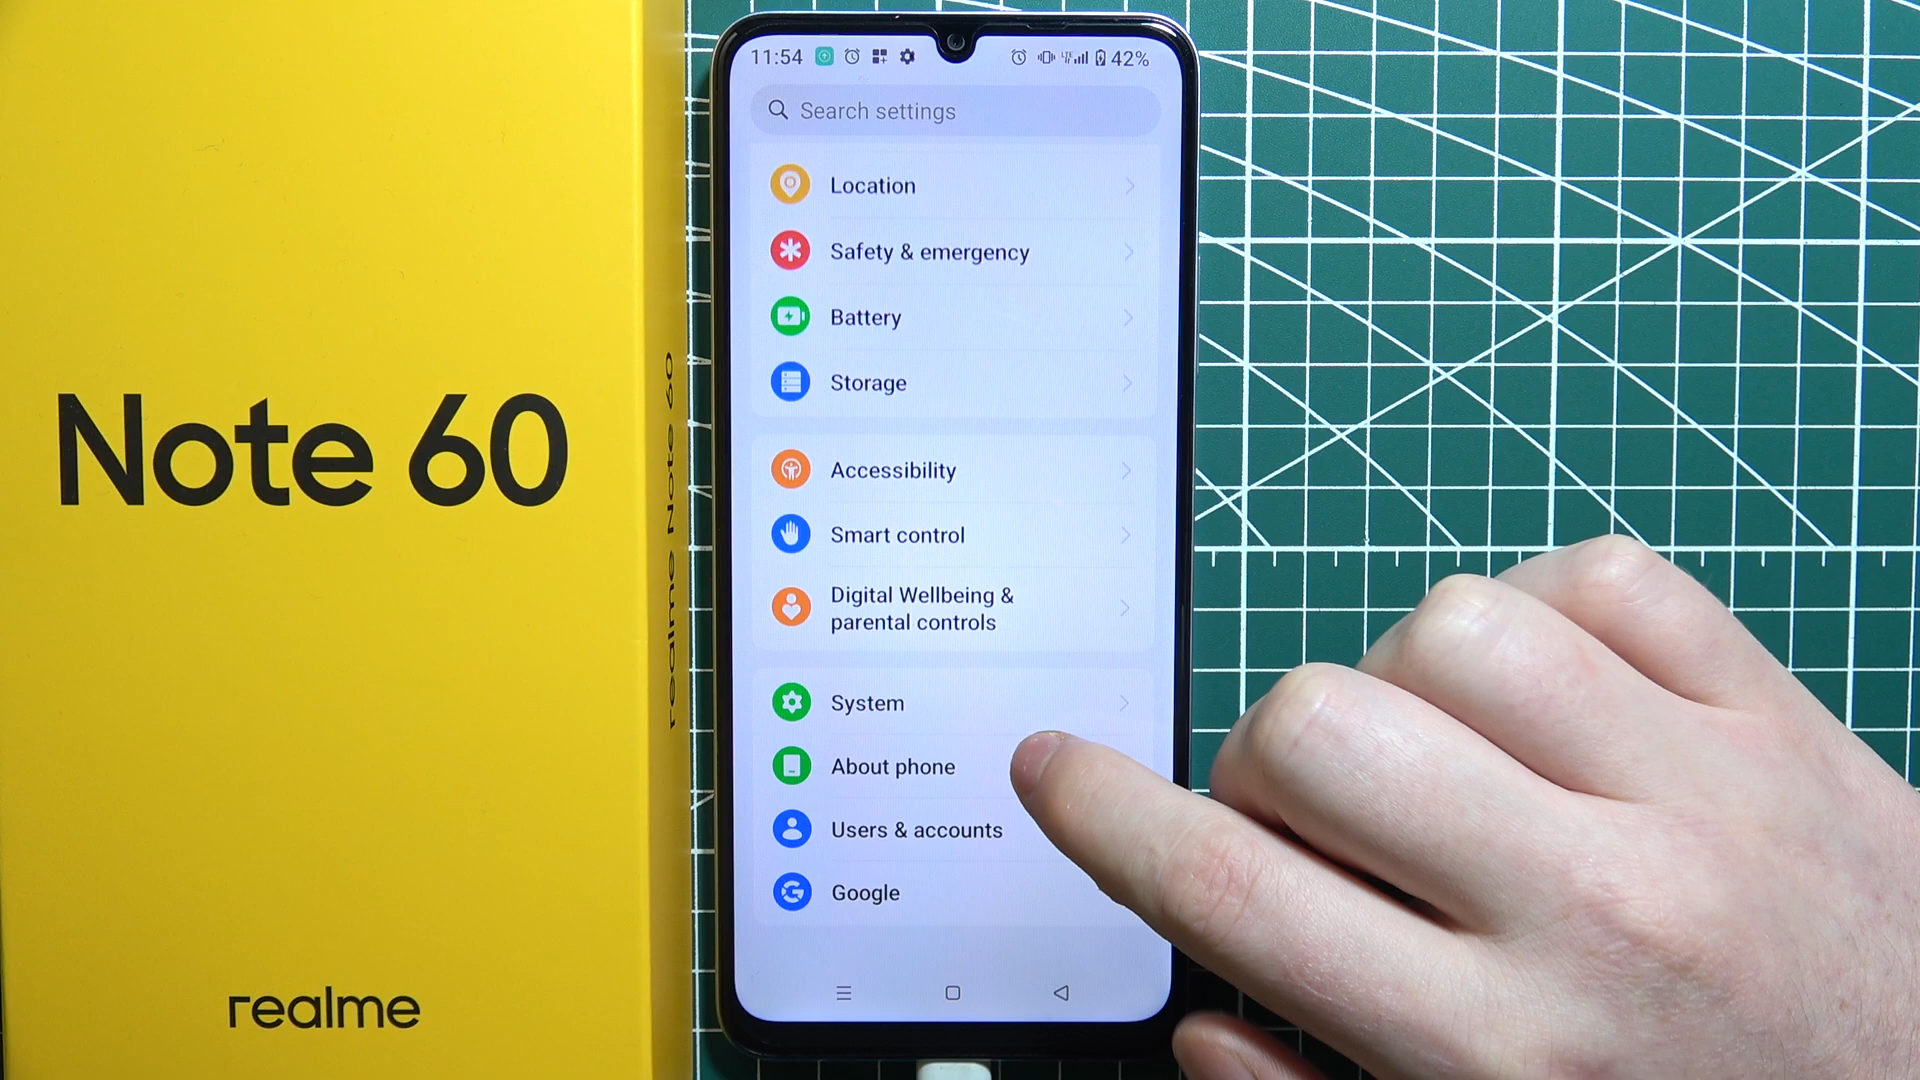 Note 60
realme
realme Note 60
11:54
42%
Search settings
Location
Safety & emergency
Battery
Storage
Accessibility
Smart control
Digital Wellbeing &
parental controls
System
About phone
Users & accounts
Google